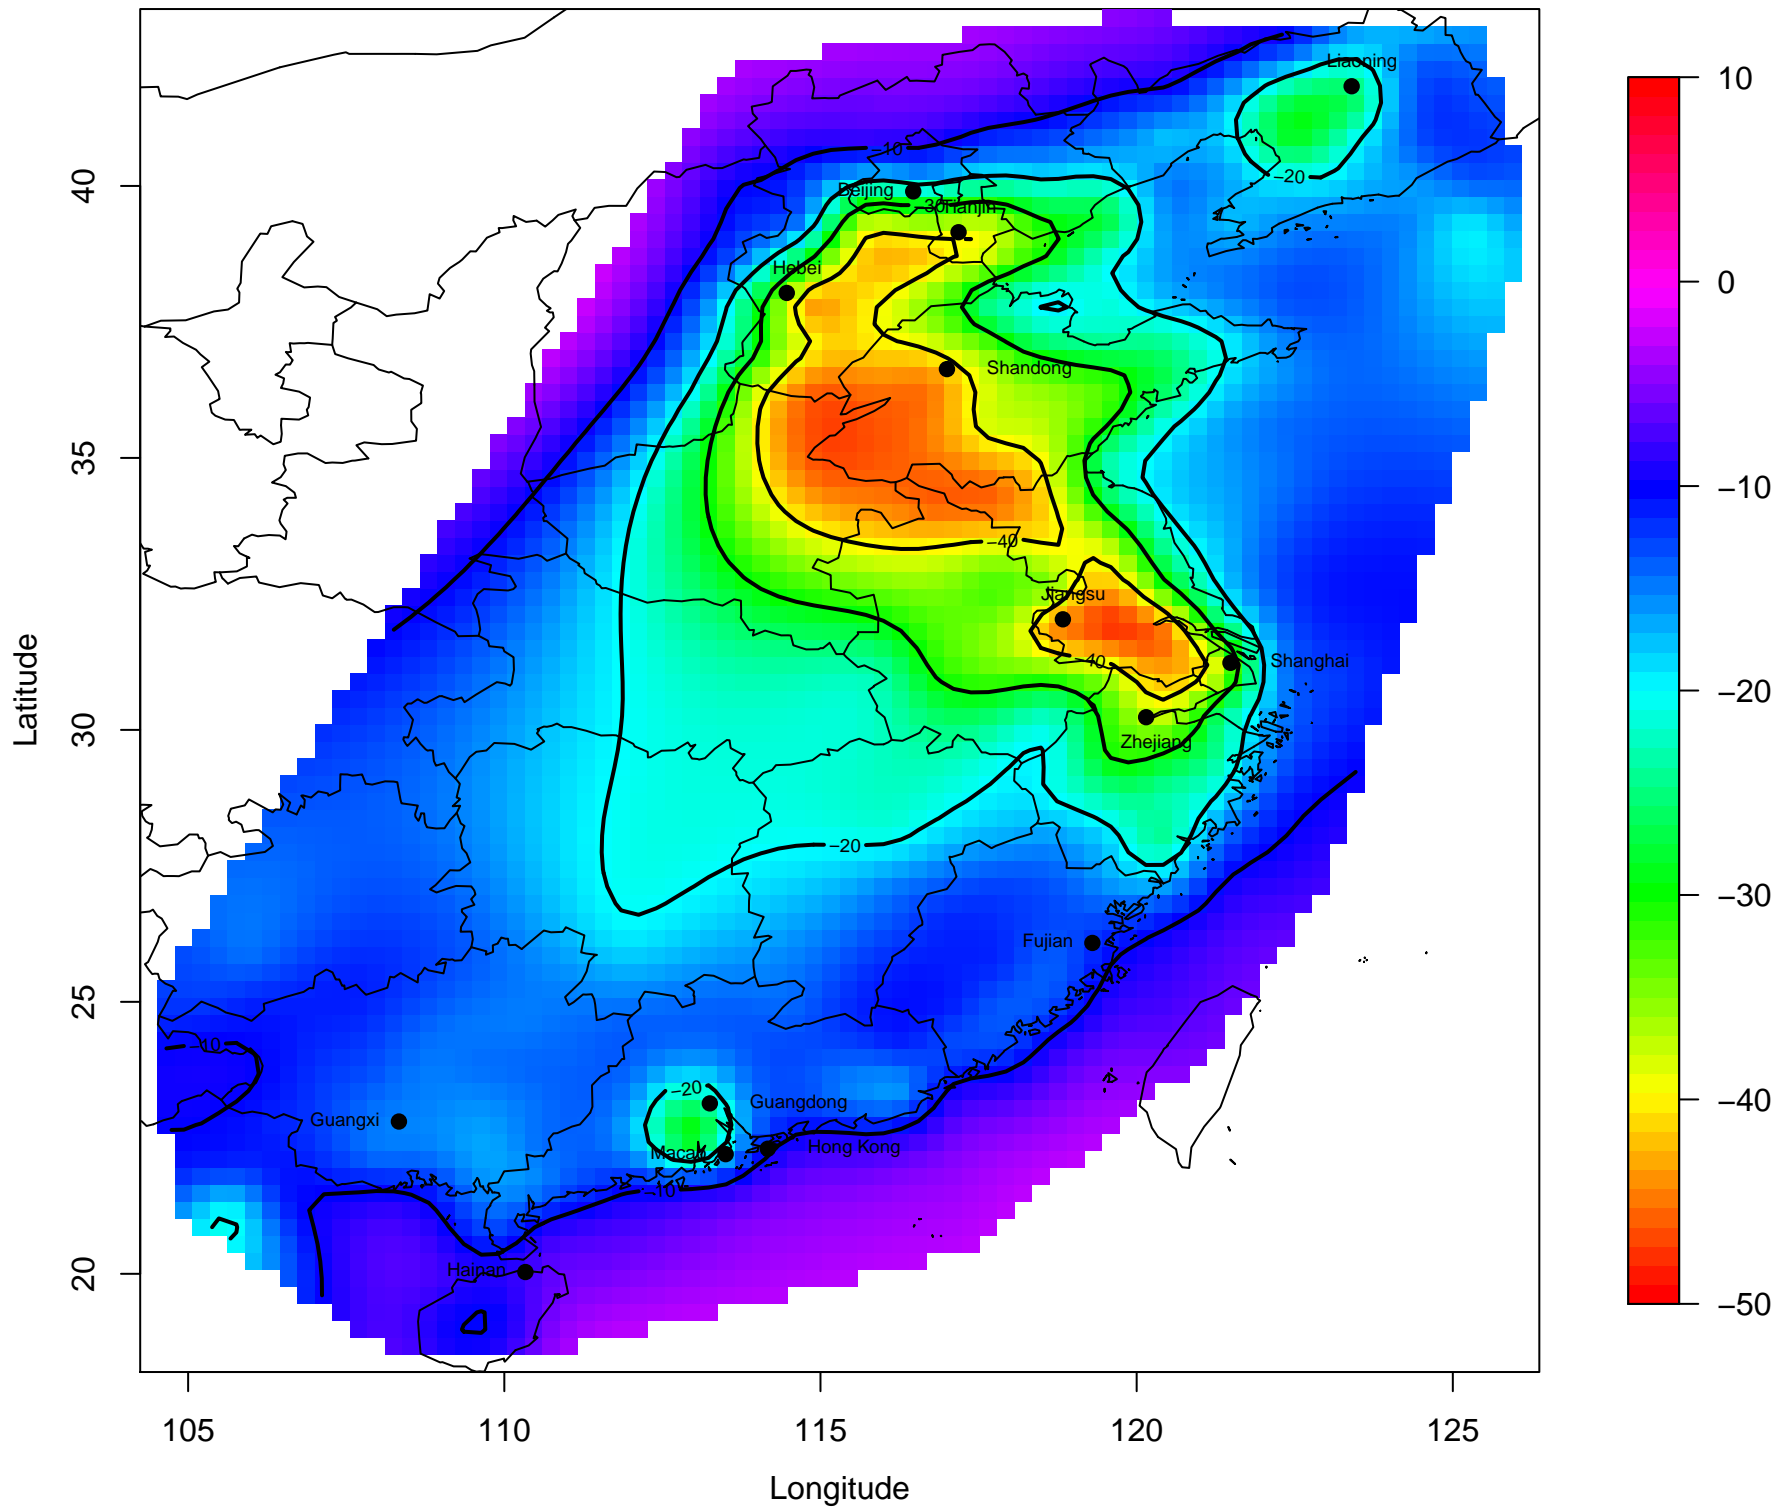 Liaoning
10
−10
−20
40
Beijing
−30
Tianjin
Hebei
0
Shandong
−10
35
−40
Jiangsu
−40
Shanghai
−20
Latitude
30
Zhejiang
−20
−30
Fujian
25
−10
−20
Guangdong
−40
Guangxi
Macao
Hong Kong
−10
Hainan
20
−50
105
110
115
120
125
Longitude